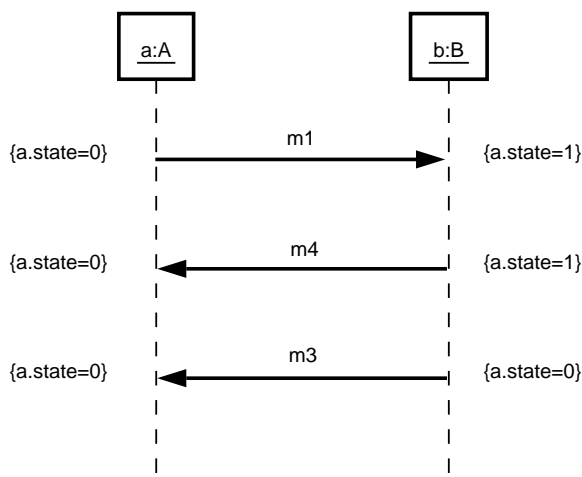 a:A
b:B
{a.state=0}
m1
{a.state=1}
{a.state=0}
m4
{a.state=1}
{a.state=0}
m3
{a.state=0}